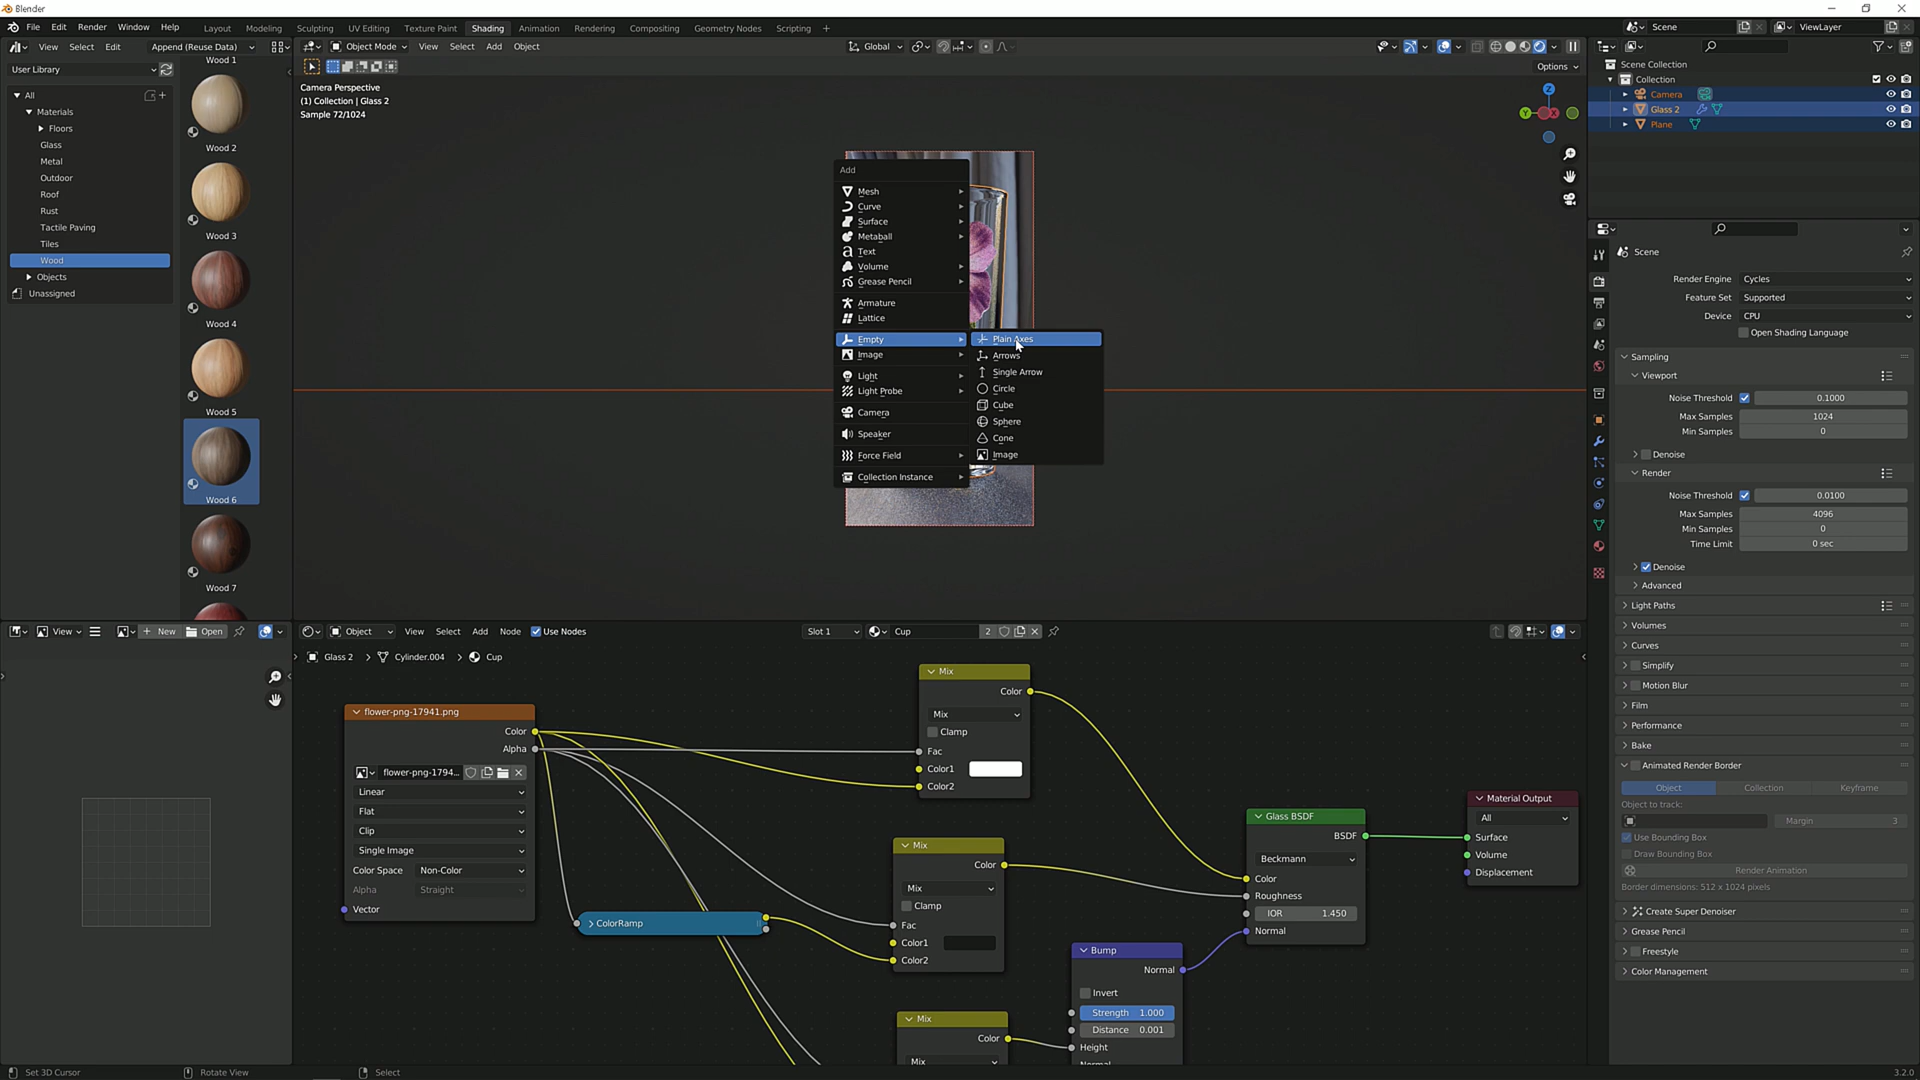 Blender
File Edit Render Window Help Layout Modeling Sculpting UV Editing Texture Paint Shading Animation Rendering Compositing Geometry Nodes Scripting + Scene ViewLayer
View Select Edit Append (Reuse Data) Object Mode View Select Add Object Global
User Library
Options
All
Materials
Floors
Glass
Metal
Outdoor
Roof
Rust
Tactile Paving
Tiles
Wood
Objects
Unassigned
Wood 1
Wood 2
Wood 3
Wood 4
Wood 5
Wood 6
Wood 7
Camera Perspective
(1) Collection | Glass 2
Sample 72/1024
Z
Y
X
Add
Mesh
Curve
Surface
Metaball
Text
Volume
Grease Pencil
Armature
Lattice
Empty
Image
Light
Light Probe
Camera
Speaker
Force Field
Collection Instance
Plain Axes
Arrows
Single Arrow
Circle
Cube
Sphere
Cone
Image
Scene Collection
Collection
Camera
Glass 2
Plane
Scene
Render Engine Cycles
Feature Set Supported
Device CPU
Open Shading Language
Sampling
Viewport
Noise Threshold 0.1000
Max Samples 1024
Min Samples 0
Denoise
Render
Noise Threshold 0.0100
Max Samples 4096
Min Samples 0
Time Limit 0 sec
Denoise
Advanced
Light Paths
Volumes
Curves
Simplify
Motion Blur
Film
Performance
Bake
Animated Render Border
Object Collection Keyframe
Object to track:
Margin 3
Use Bounding Box
Draw Bounding Box
Render Animation
Border dimensions: 512 x 1024 pixels
Create Super Denoiser
Grease Pencil
Freestyle
Color Management
View New Open
Object View Select Add Node Use Nodes Slot 1 Cup 2
Glass 2 > Cylinder.004 > Cup
flower-png-17941.png
Color
Alpha
flower-png-1794...
Linear
Flat
Clip
Single Image
Color Space Non-Color
Alpha Straight
Vector
ColorRamp
Mix
Color
Mix
Clamp
Fac
Color1
Color2
Mix
Color
Mix
Clamp
Fac
Color1
Color2
Mix
Color
Mix
Bump
Normal
Invert
Strength 1.000
Distance 0.001
Height
Normal
Glass BSDF
BSDF
Beckmann
Color
Roughness
IOR 1.450
Normal
Material Output
All
Surface
Volume
Displacement
Set 3D Cursor Rotate View Select 3.2.0